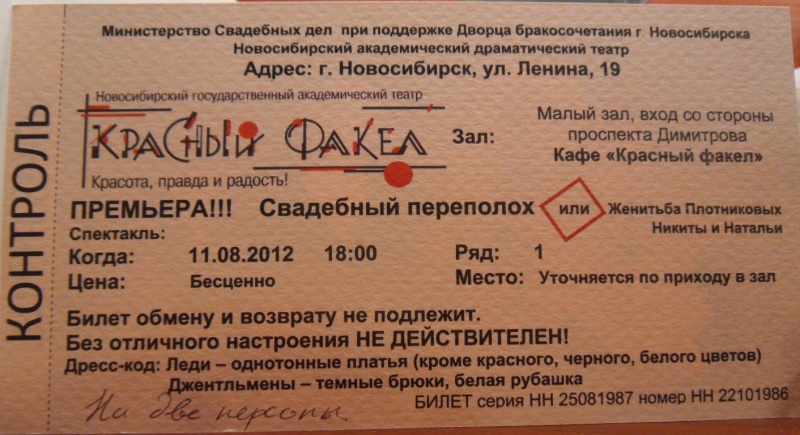 Министерство Свадебных дел при поддержке Дворца бракосочетания г. Новосибирска
Новосибирский академический драматический театр
Адрес: г. Новосибирск, ул. Ленина, 19
КОНТРОЛЬ
Новосибирский государственный академический театр
КРАСНЫЙ ФАКЕЛ
Красота, правда и радость!
Зал:
Малый зал, вход со стороны
проспекта Димитрова
Кафе «Красный факел»
ПРЕМЬЕРА!!! Свадебный переполох или Женитьба Плотниковых
Никиты и Натальи
Спектакль:
Когда: 11.08.2012 18:00 Ряд: 1
Цена: Бесценно Место: Уточняется по приходу в зал
Билет обмену и возврату не подлежит.
Без отличного настроения НЕ ДЕЙСТВИТЕЛЕН!
Дресс-код: Леди – однотонные платья (кроме красного, черного, белого цветов)
Джентльмены – темные брюки, белая рубашка
На две персоны.
БИЛЕТ серия НН 25081987 номер НН 22101986